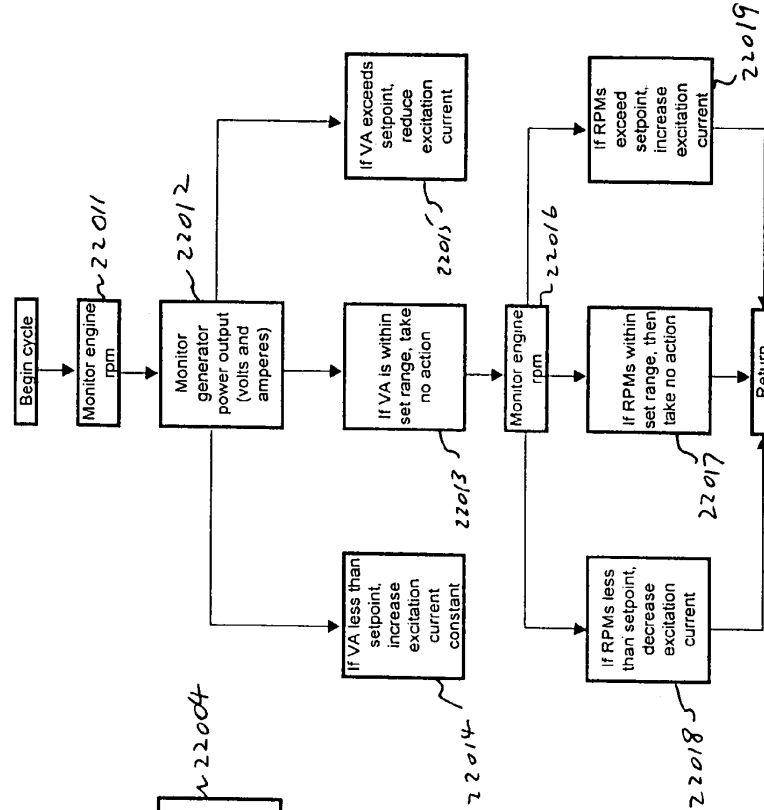 Begin cycle
Monitor engine
rpm
22011
Monitor
generator
power output
(volts and
amperes)
22012
22004
If VA less than
setpoint,
increase
excitation
current
constant
22014
If VA is within
set range, take
no action
22013
If VA exceeds
setpoint,
reduce
excitation
current
22015
Monitor engine
rpm
22016
If RPMs less
than setpoint,
decrease
excitation
current
22018
If RPMs within
set range, then
take no action
22017
If RPMs
exceed
setpoint,
increase
excitation
current
22019
Return